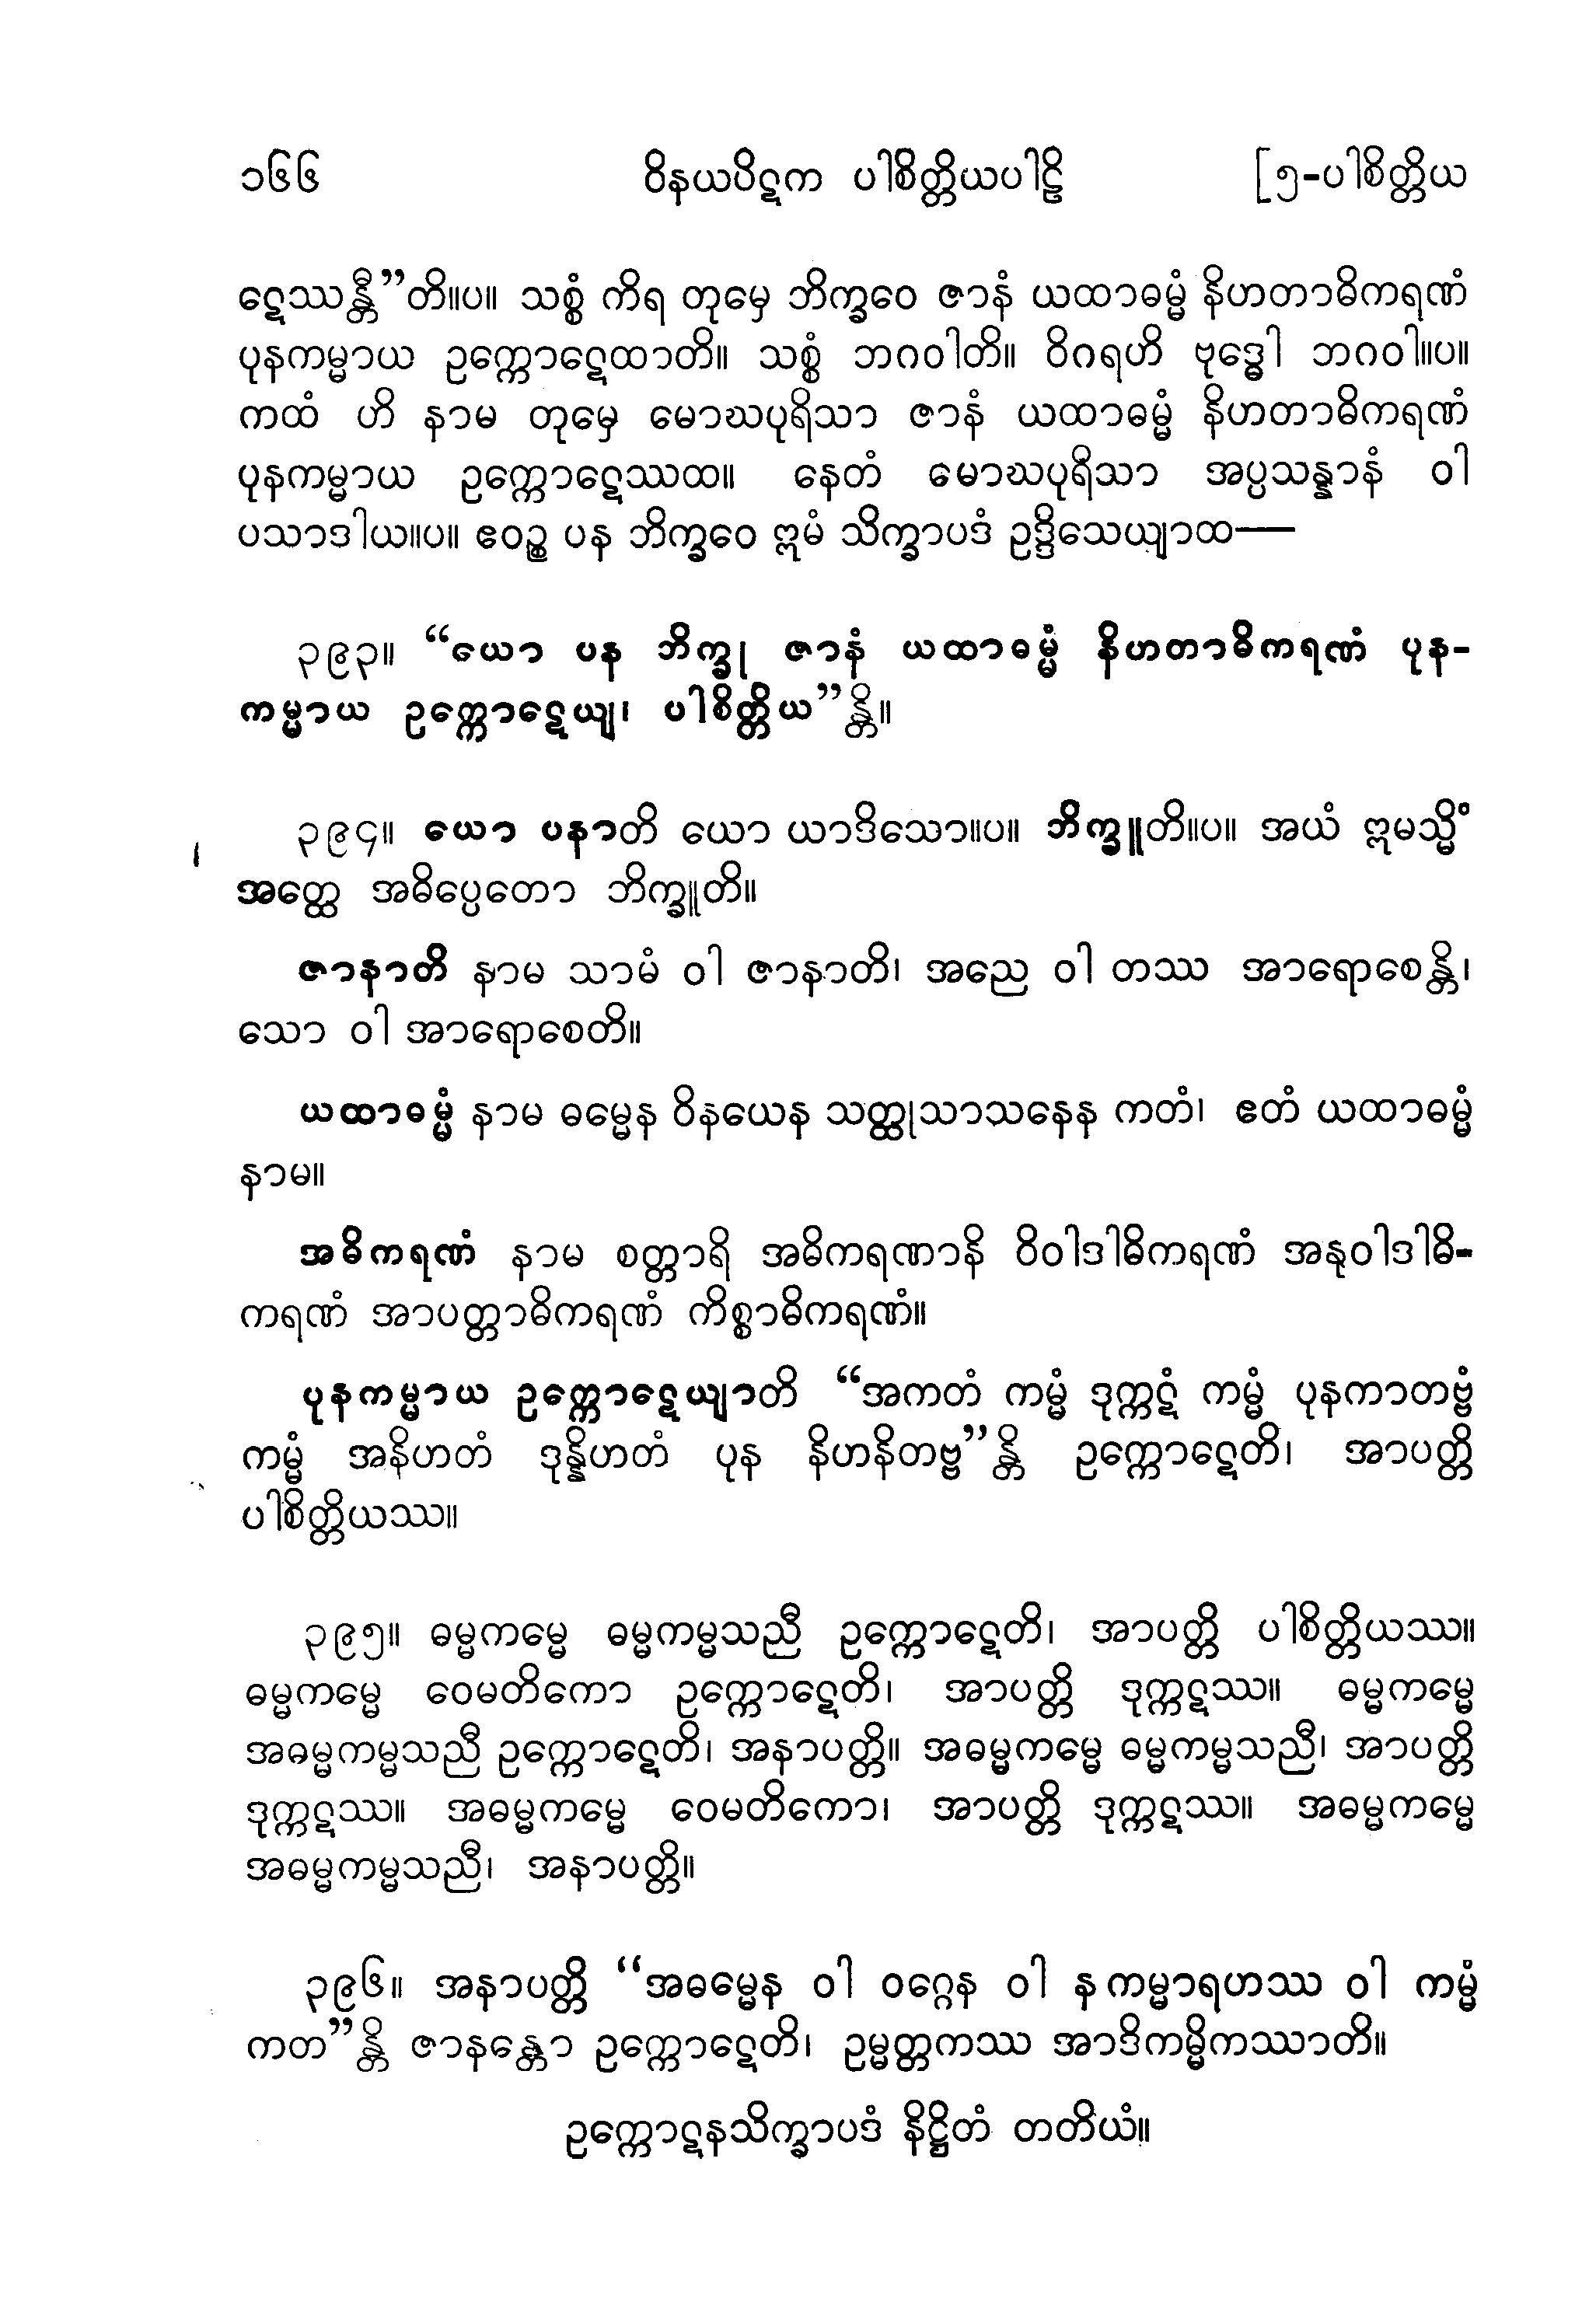 ၁၆၆ ဝိနယပိဋက ပါစိတ္တိယပါဠိ [၅-ပါစိတ္တိယ
ဋေဿန္တီ”တိ။ပ။ သစ္စံ ကိရ တုမှေ ဘိက္ခဝေ ဇာနံ ယထာဓမ္မံ နိဟတာဓိကရဏံ
ပုနကမ္မာယ ဥက္ကောဋေထာတိ။ သစ္စံ ဘဂဝါတိ။ ဝိဂရဟိ ဗုဒ္ဓေါ ဘဂဝါ။ပ။
ကထံ ဟိ နာမ တုမှေ မောဃပုရိသာ ဇာနံ ယထာဓမ္မံ နိဟတာဓိကရဏံ
ပုနကမ္မာယ ဥက္ကောဋေဿထ။ နေတံ မောဃပုရိသာ အပ္ပသန္နာနံ ဝါ
ပသာဒါယ။ပ။ ဧဝဉ္စ ပန ဘိက္ခဝေ ဣမံ သိက္ခာပဒံ ဥဒ္ဒိသေယျာထ—
၃၉၃။ “ယော ပန ဘိက္ခု ဇာနံ ယထာဓမ္မံ နိဟတာဓိကရဏံ ပုန-
ကမ္မာယ ဥက္ကောဋေယျ၊ ပါစိတ္တိယ”န္တိ။
၃၉၄။ ယော ပနာတိ ယော ယာဒိသော။ပ။ ဘိက္ခူတိ။ပ။ အယံ ဣမသ္မိံ
အတ္ထေ အဓိပ္ပေတော ဘိက္ခူတိ။
ဇာနာတိ နာမ သာမံ ဝါ ဇာနာတိ၊ အညေ ဝါ တဿ အာရောစေန္တိ၊
သော ဝါ အာရောစေတိ။
ယထာဓမ္မံ နာမ ဓမ္မေန ဝိနယေန သတ္ထုသာသနေန ကတံ၊ ဧတံ ယထာဓမ္မံ
နာမ။
အဓိကရဏံ နာမ စတ္တာရိ အဓိကရဏာနိ ဝိဝါဒါဓိကရဏံ အနုဝါဒါဓိ-
ကရဏံ အာပတ္တာဓိကရဏံ ကိစ္စာဓိကရဏံ။
ပုနကမ္မာယ ဥက္ကောဋေယျာတိ “အကတံ ကမ္မံ ဒုက္ကဋံ ကမ္မံ ပုနကာတဗ္ဗံ
ကမ္မံ အနိဟတံ ဒုန္နိဟတံ ပုန နိဟနိတဗ္ဗ”န္တိ ဥက္ကောဋေတိ၊ အာပတ္တိ
ပါစိတ္တိယဿ။
၃၉၅။ ဓမ္မကမ္မေ ဓမ္မကမ္မသညီ ဥက္ကောဋေတိ၊ အာပတ္တိ ပါစိတ္တိယဿ။
ဓမ္မကမ္မေ ဝေမတိကော ဥက္ကောဋေတိ၊ အာပတ္တိ ဒုက္ကဋဿ။ ဓမ္မကမ္မေ
အဓမ္မကမ္မသညီ ဥက္ကောဋေတိ၊ အနာပတ္တိ။ အဓမ္မကမ္မေ ဓမ္မကမ္မသညီ၊ အာပတ္တိ
ဒုက္ကဋဿ။ အဓမ္မကမ္မေ ဝေမတိကော၊ အာပတ္တိ ဒုက္ကဋဿ။ အဓမ္မကမ္မေ
အဓမ္မကမ္မသညီ၊ အနာပတ္တိ။
၃၉၆။ အနာပတ္တိ “အဓမ္မေန ဝါ ဝဂ္ဂေန ဝါ န ကမ္မာရဟဿ ဝါ ကမ္မံ
ကတ”န္တိ ဇာနန္တော ဥက္ကောဋေတိ၊ ဥမ္မတ္တကဿ အာဒိကမ္မိကဿာတိ။
ဥက္ကောဋနသိက္ခာပဒံ နိဋ္ဌိတံ တတိယံ။